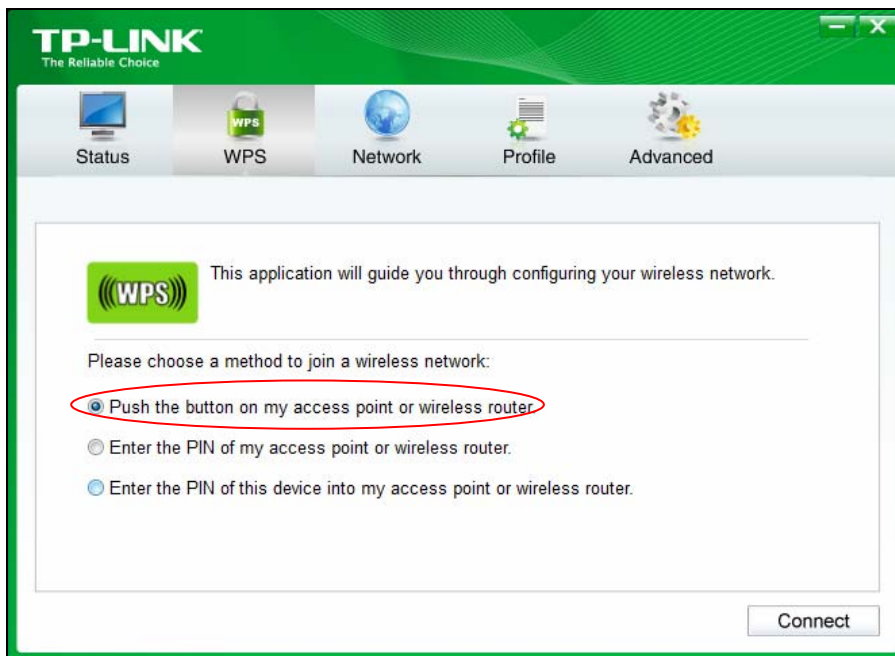 TP-LINK
The Reliable Choice
Status WPS Network Profile Advanced
WPS
This application will guide you through configuring your wireless network.
(((WPS)))
Please choose a method to join a wireless network:
Push the button on my access point or wireless router.
Enter the PIN of my access point or wireless router.
Enter the PIN of this device into my access point or wireless router.
Connect